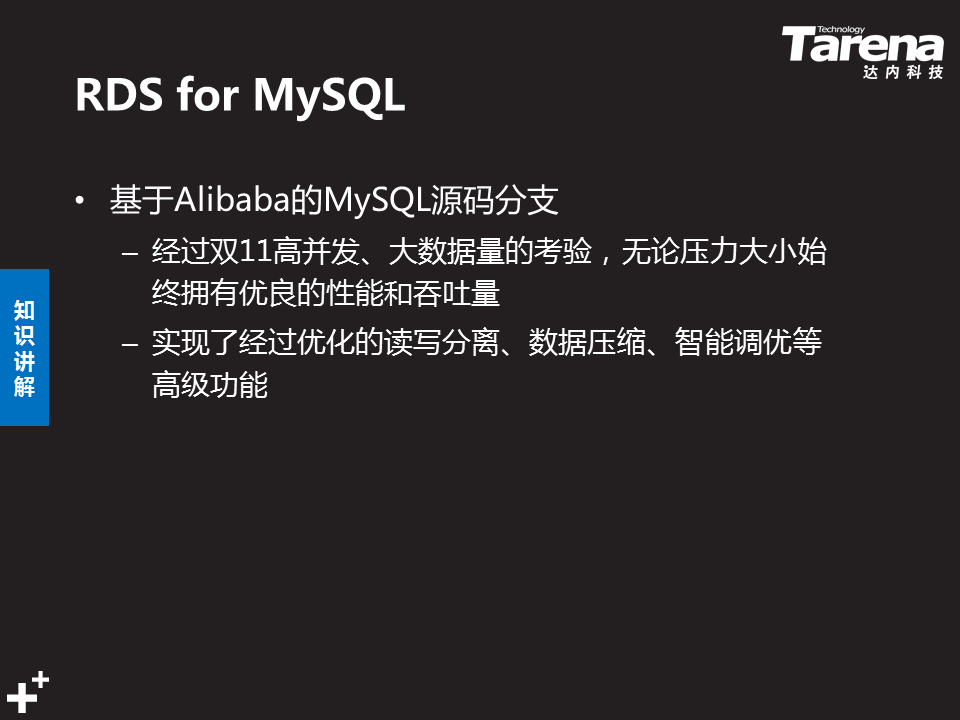 Technology
Tarena
达内科技
RDS for MySQL
• 基于Alibaba的MySQL源码分支
– 经过双11高并发、大数据量的考验，无论压力大小始
终拥有优良的性能和吞吐量
– 实现了经过优化的读写分离、数据压缩、智能调优等
高级功能
知
识
讲
解